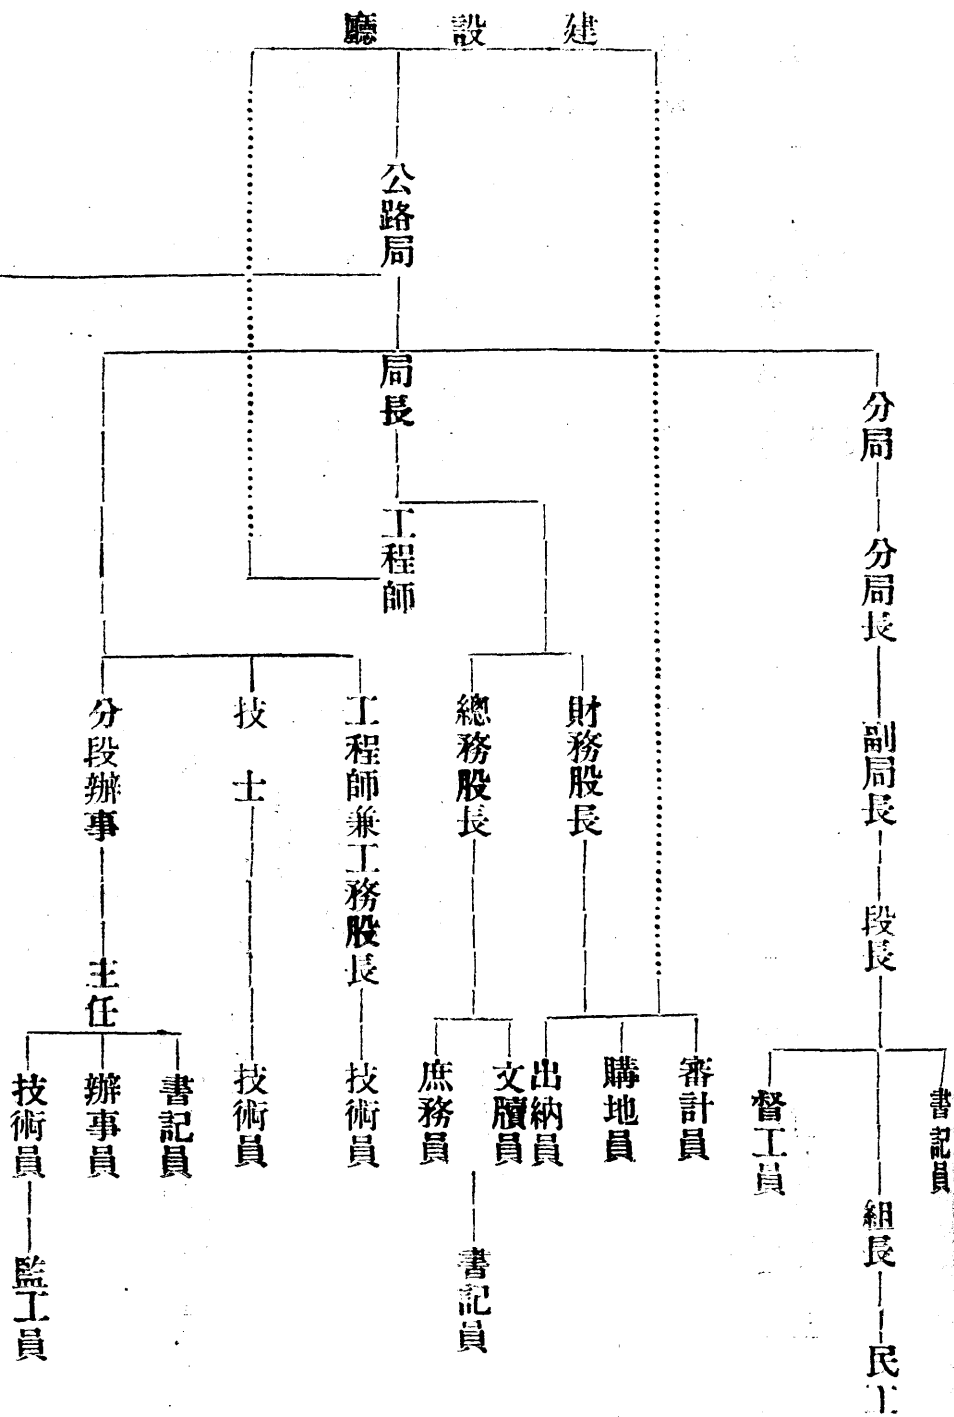 建設廳
公路局
局長
工程師
分局
分局長
副局長
段長
書記員
組長
民工
督工員
財務股長
審計員
購地員
出納員
總務股長
文牘員
庶務員
書記員
工程師兼工務股長
技術員
技士
技術員
分段辦事
主任
書記員
辦事員
技術員
監工員